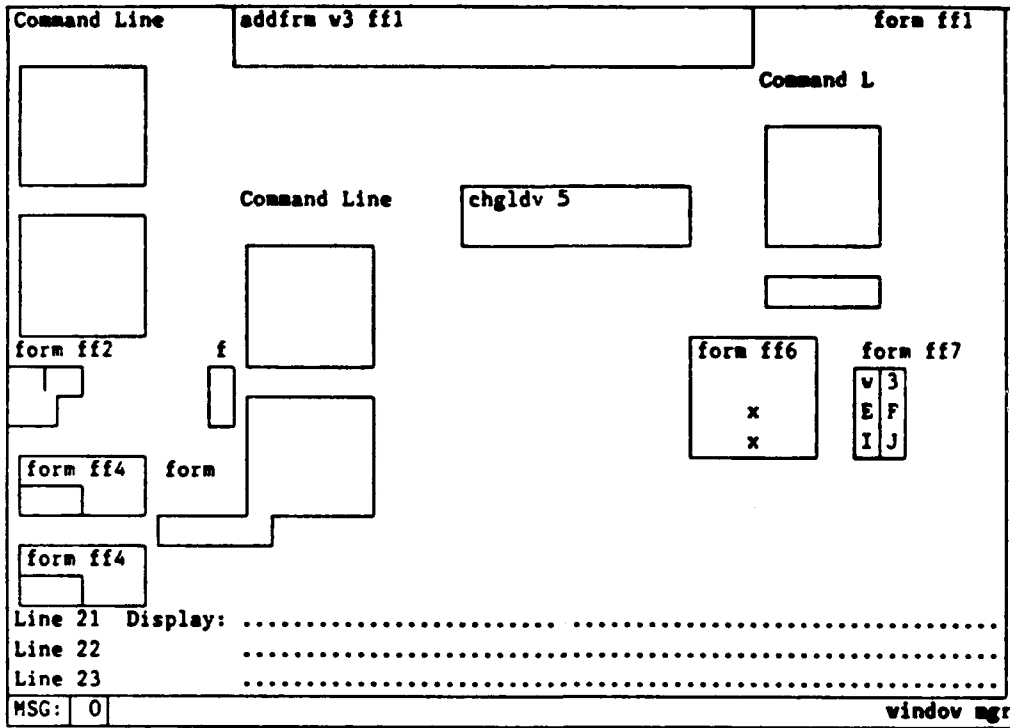 Command Line addfrm v3 ff1 form ff1
Command L
Command Line chgldv 5
form ff2 f form ff6 form ff7
w 3
x E F
x I J
form ff4 form
form ff4
Line 21 Display: ......................... ..................................
Line 22 ............................................................
Line 23 ............................................................
MSG: 0 window mgr